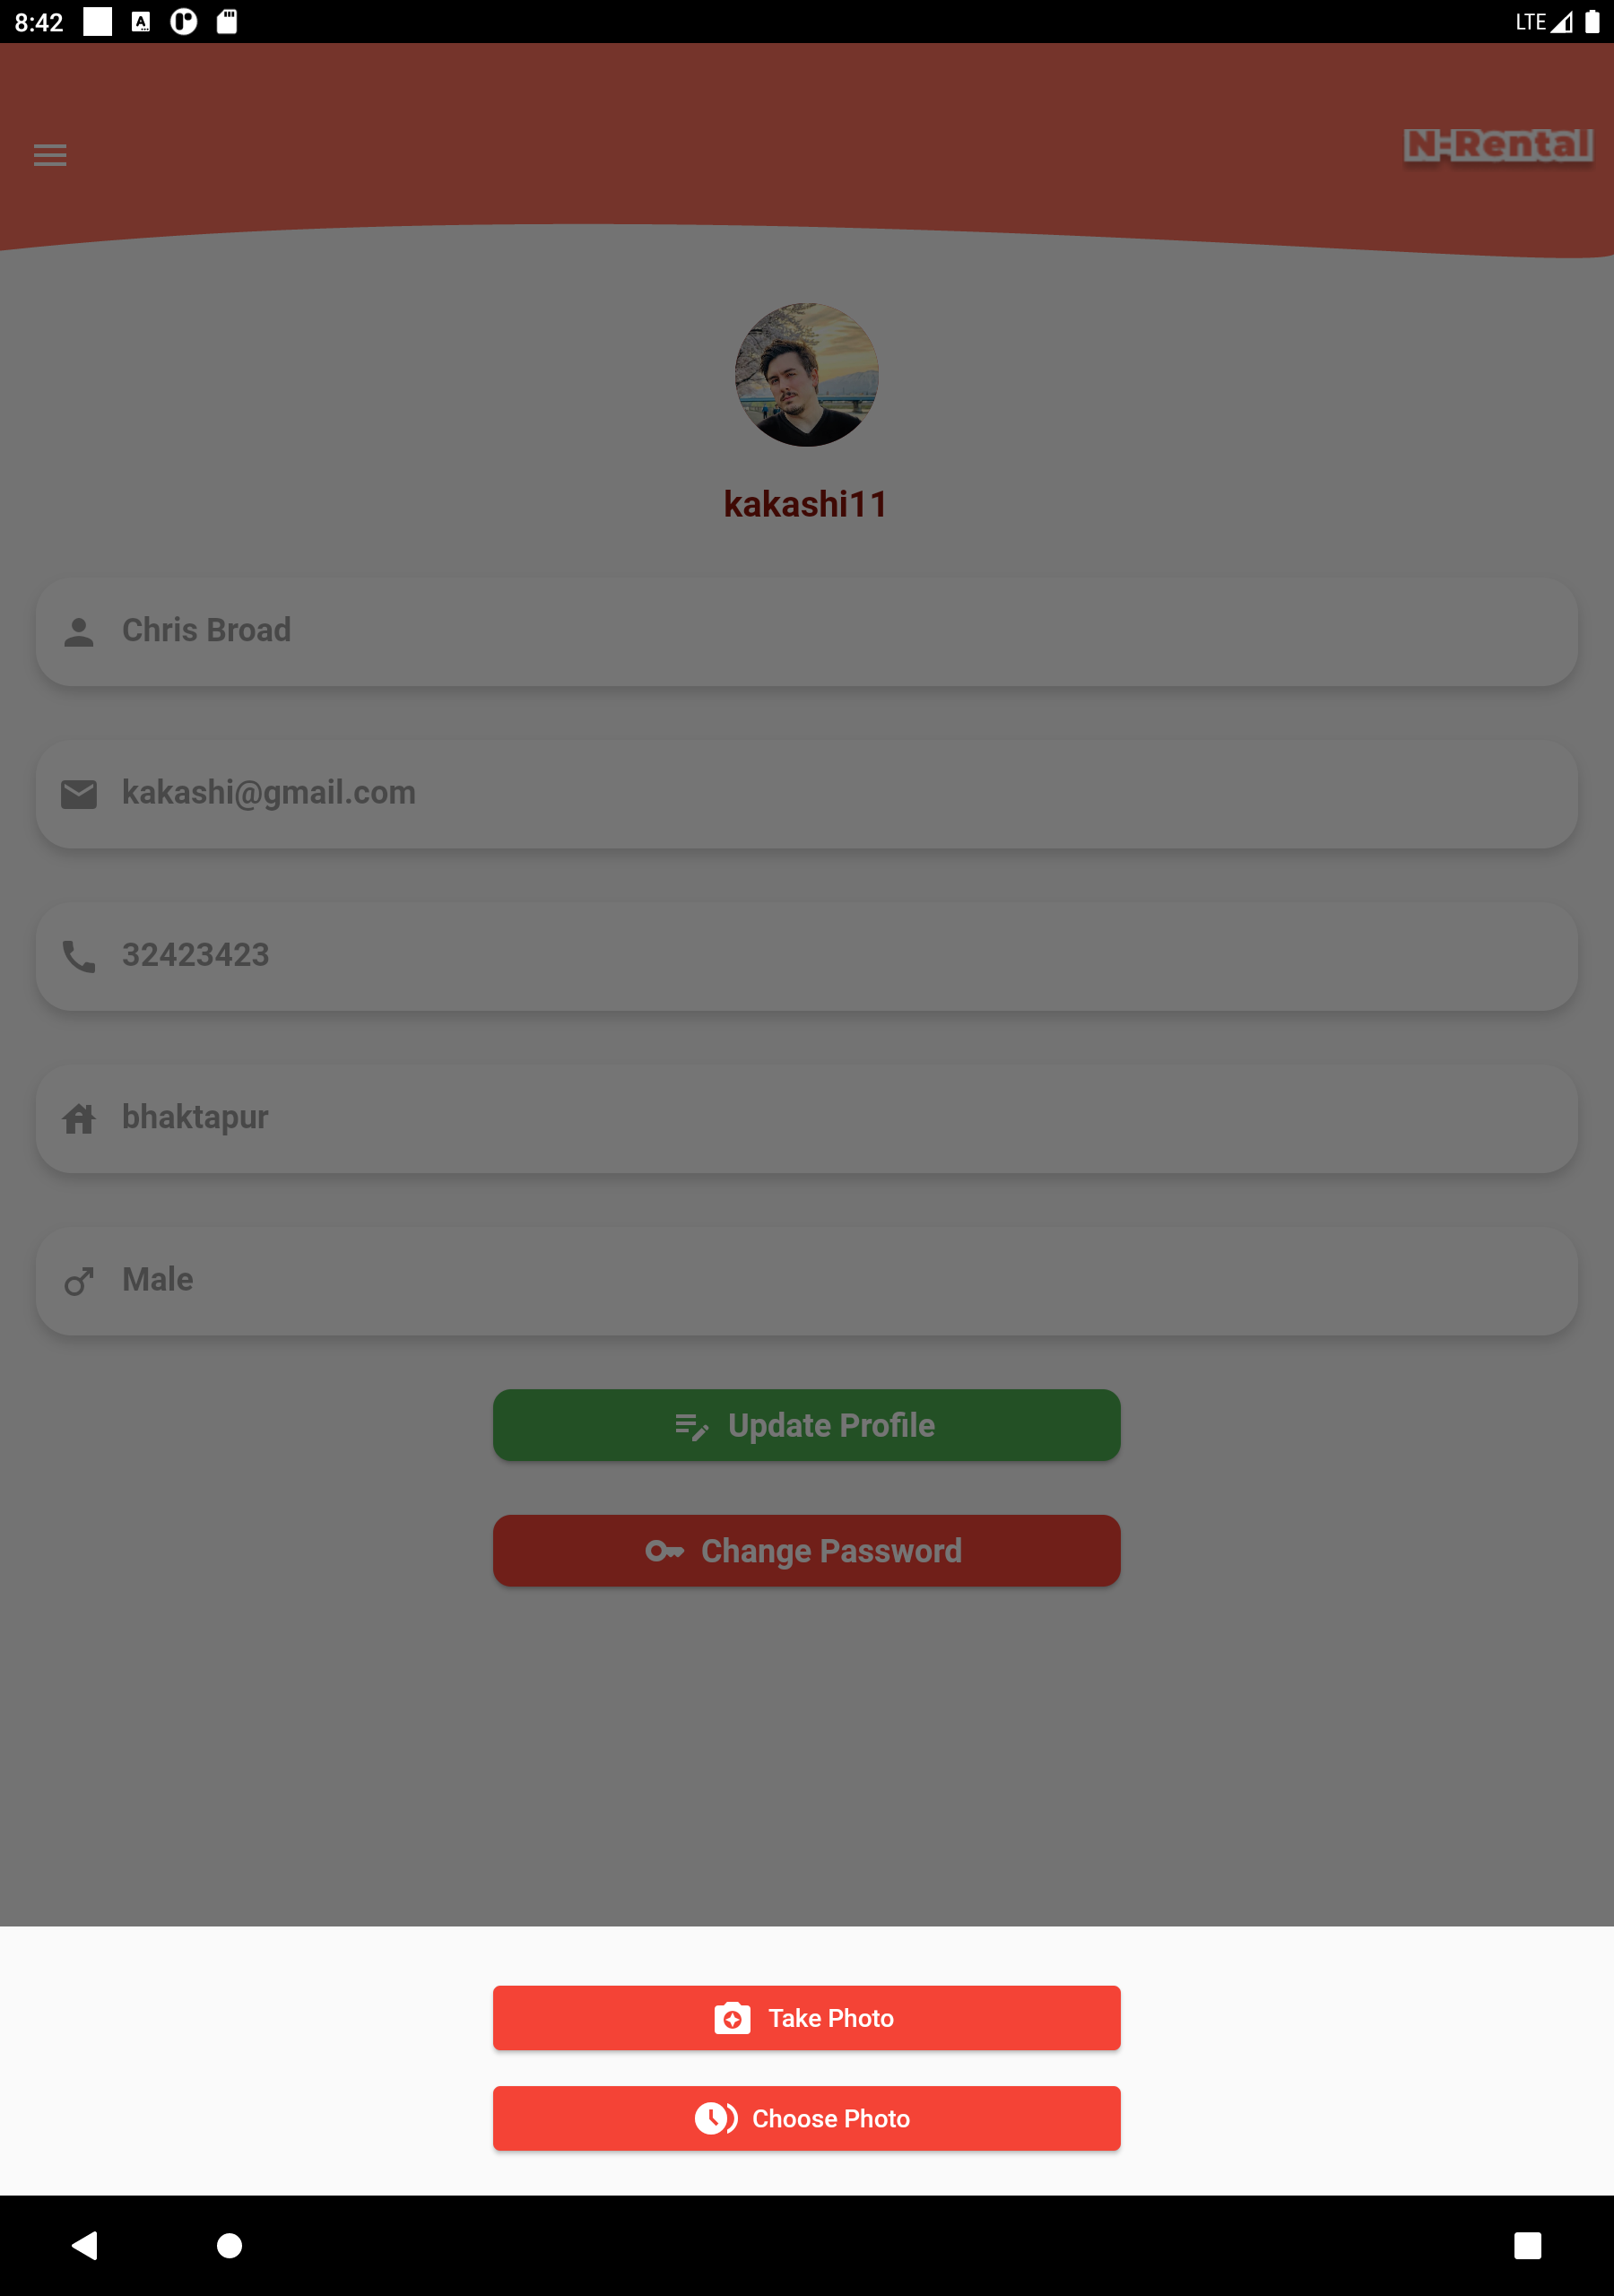 8:42
A
LTE
N-Rental
kakashi11
Chris Broad
kakashi@gmail.com
32423423
bhaktapur
Male
Update Profile
Change Password
Take Photo
Choose Photo